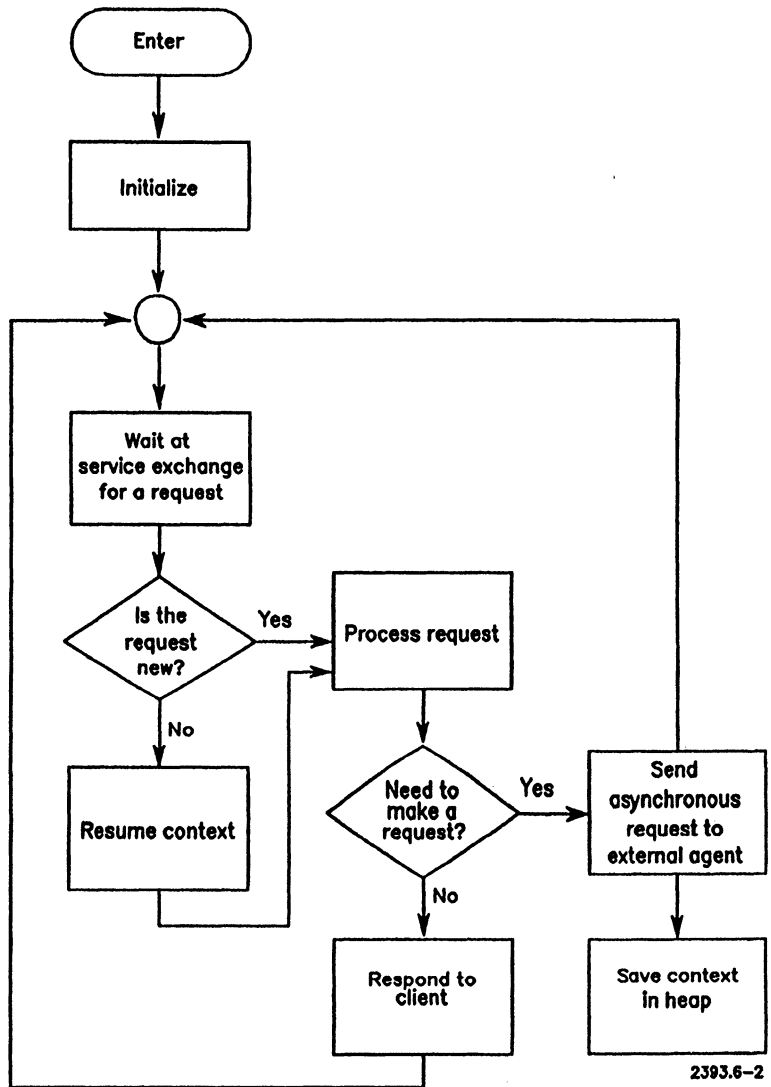 Enter
Initialize
Wait at
service exchange
for a request
Is the
request
new?
Yes
No
Resume context
Process request
Need to
make a
request?
Yes
No
Send
asynchronous
request to
external agent
Respond to
client
Save context
in heap
2393.6-2